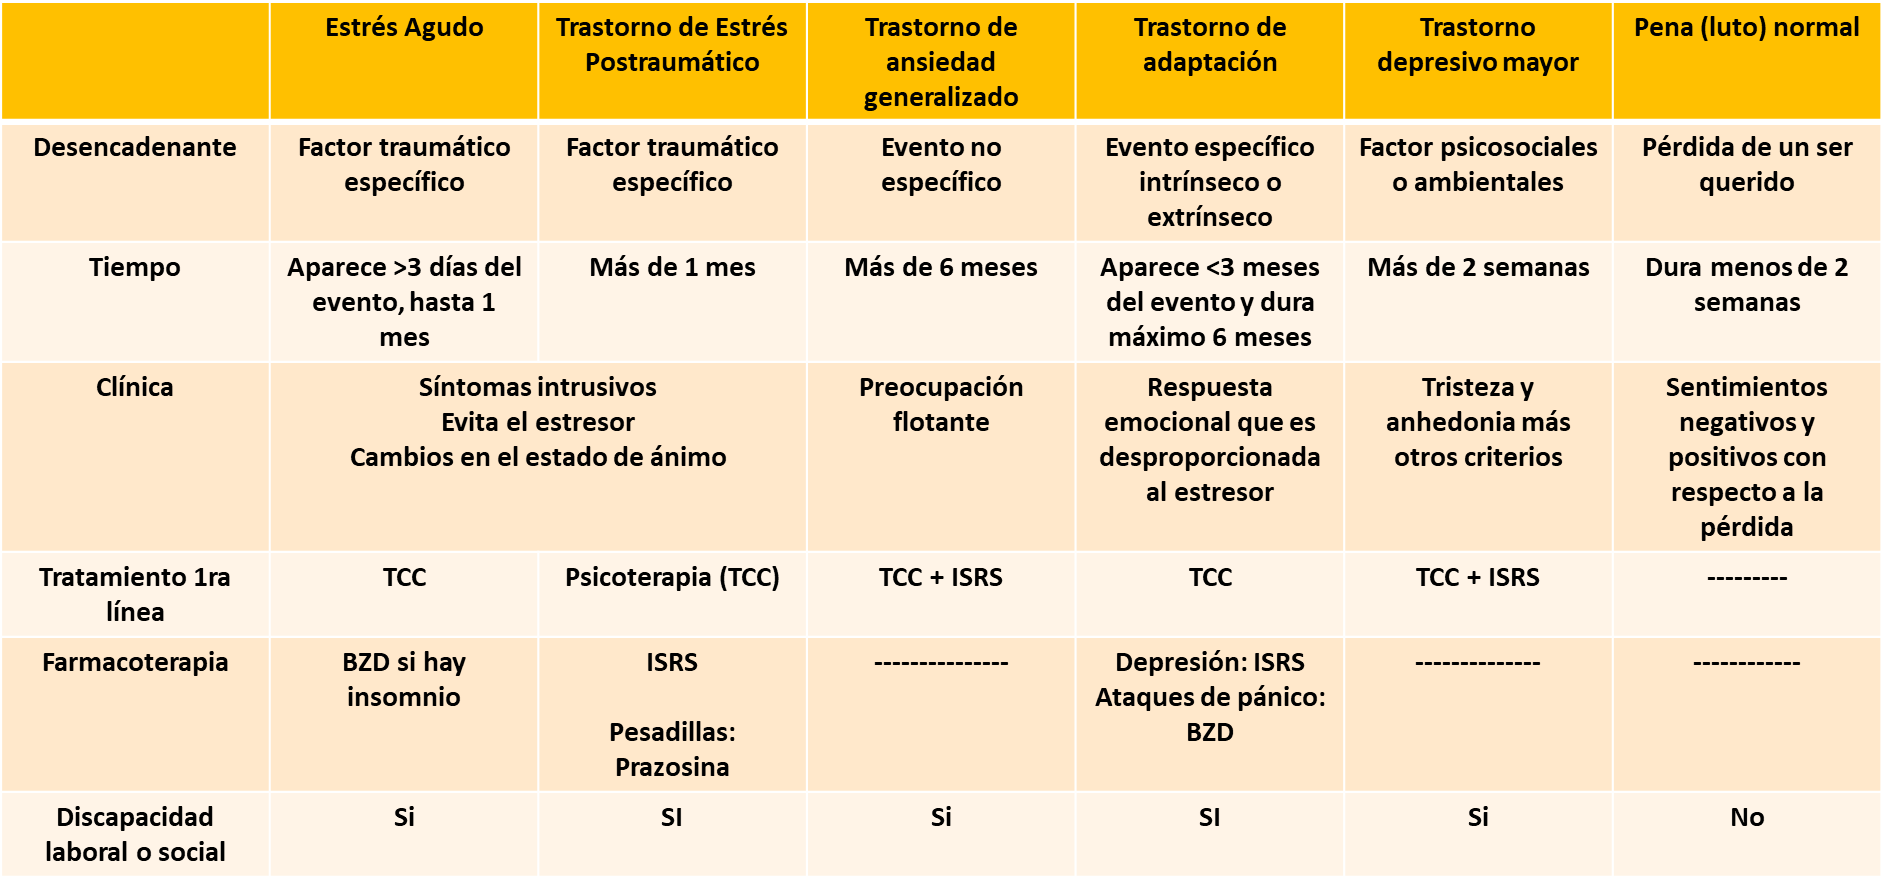 Estrés Agudo
Trastorno de Estrés
Postraumático
Trastorno de
ansiedad
generalizado
Trastorno de
adaptación
Trastorno
depresivo mayor
Pena (luto) normal
Desencadenante
Factor traumático
específico
Factor traumático
específico
Evento no
específico
Evento específico
intrínseco o
extrínseco
Factor psicosociales
o ambientales
Pérdida de un ser
querido
Tiempo
Aparece >3 días del
evento, hasta 1
mes
Más de 1 mes
Más de 6 meses
Aparece <3 meses
del evento y dura
máximo 6 meses
Más de 2 semanas
Dura menos de 2
semanas
Clínica
Síntomas intrusivos
Evita el estresor
Cambios en el estado de ánimo
Preocupación
flotante
Respuesta
emocional que es
desproporcionada
al estresor
Tristeza y
anhedonia más
otros criterios
Sentimientos
negativos y
positivos con
respecto a la
pérdida
Tratamiento 1ra
línea
TCC
Psicoterapia (TCC)
TCC + ISRS
TCC
TCC + ISRS
---------
Farmacoterapia
BZD si hay
insomnio
ISRS
Pesadillas:
Prazosina
---------------
Depresión: ISRS
Ataques de pánico:
BZD
--------------
------------
Discapacidad
laboral o social
Si
SI
Si
SI
Si
No